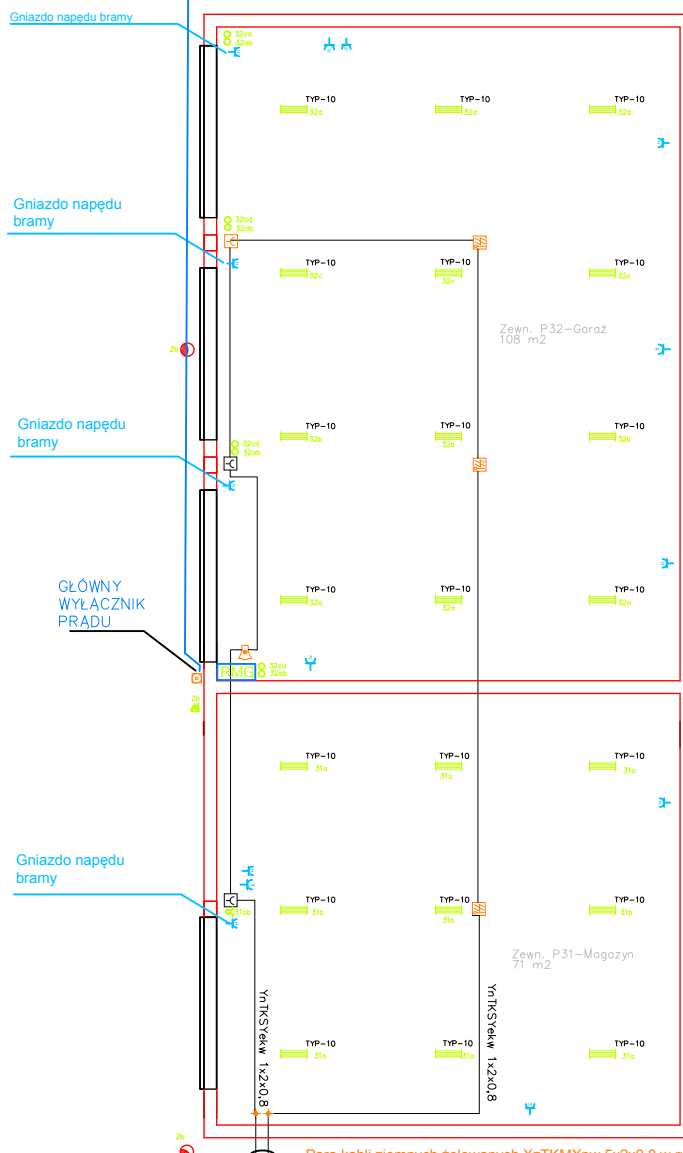 Gniazdo napędu bramy
32cd
32ab
TYP-10
32d
TYP-10
32d
TYP-10
32d
Gniazdo napędu
bramy
32cd
32ab
TYP-10
32c
TYP-10
32c
TYP-10
32c
Zewn. P32-Garaż
108 m2
2b
Gniazdo napędu
bramy
32cd
32ab
TYP-10
32b
TYP-10
32b
TYP-10
32b
GŁÓWNY
WYŁĄCZNIK
PRĄDU
TYP-10
32a
TYP-10
32a
TYP-10
32a
RMG
32cd
32ab
2b
TYP-10
31a
TYP-10
31a
TYP-10
31a
Gniazdo napędu
bramy
31ab
TYP-10
31b
TYP-10
31b
TYP-10
31b
Zewn. P31-Magazyn
71 m2
YnTKSYekw 1x2x0,8
YnTKSYekw 1x2x0,8
TYP-10
31a
TYP-10
31a
TYP-10
31a
2b